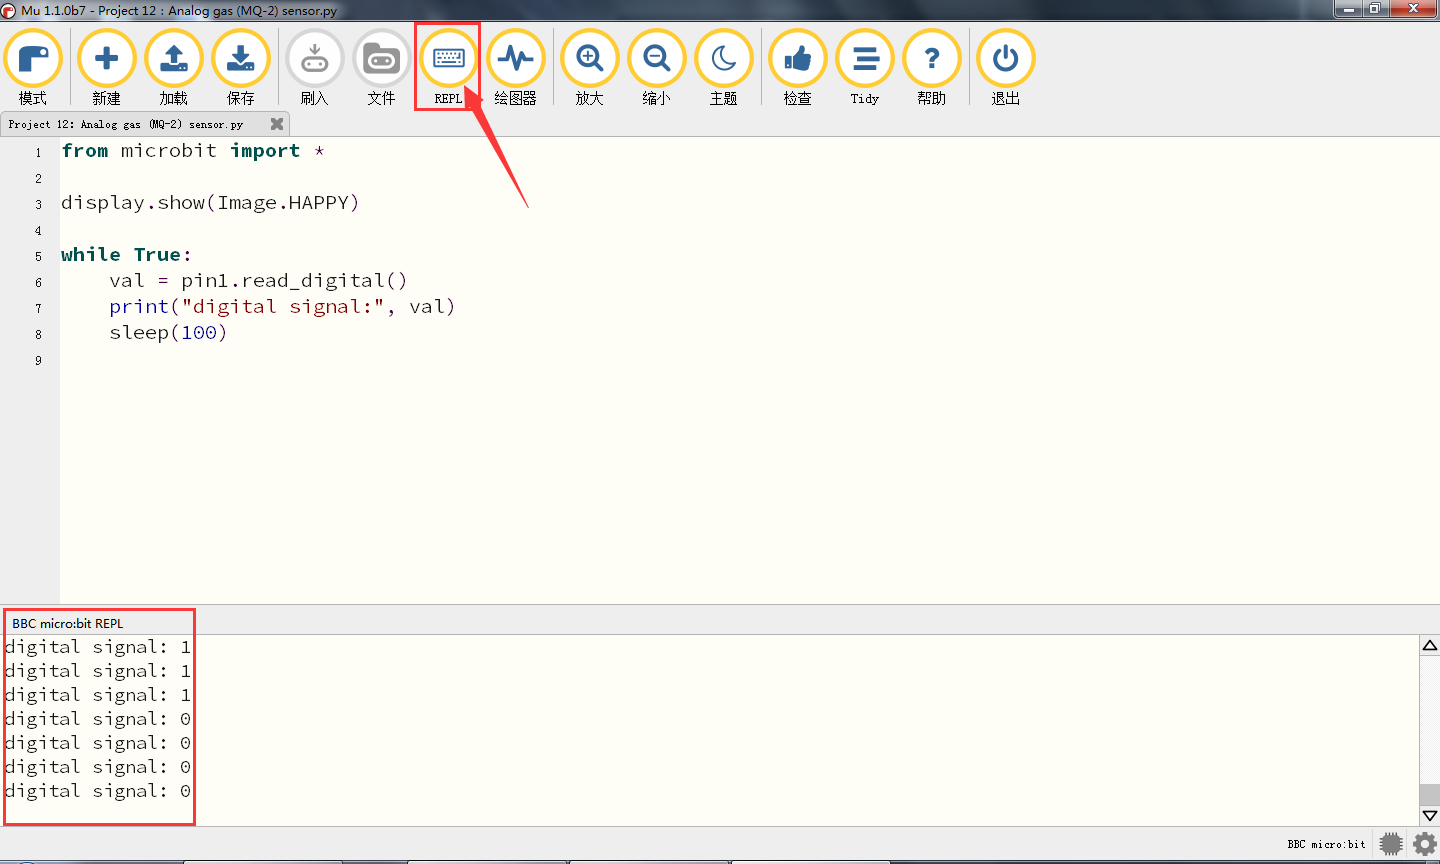 Mu 1.1.0b7 - Project 12 : Analog gas (MQ-2) sensor.py
模式 新建 加载 保存 刷入 文件 REPL 绘图器 放大 缩小 主题 检查 Tidy 帮助 退出
Project 12: Analog gas (MQ-2) sensor.py
1 from microbit import *
2
3 display.show(Image.HAPPY)
4
5 while True:
6     val = pin1.read_digital()
7     print("digital signal:", val)
8     sleep(100)
9
BBC micro:bit REPL
digital signal: 1
digital signal: 1
digital signal: 1
digital signal: 0
digital signal: 0
digital signal: 0
digital signal: 0
BBC micro:bit